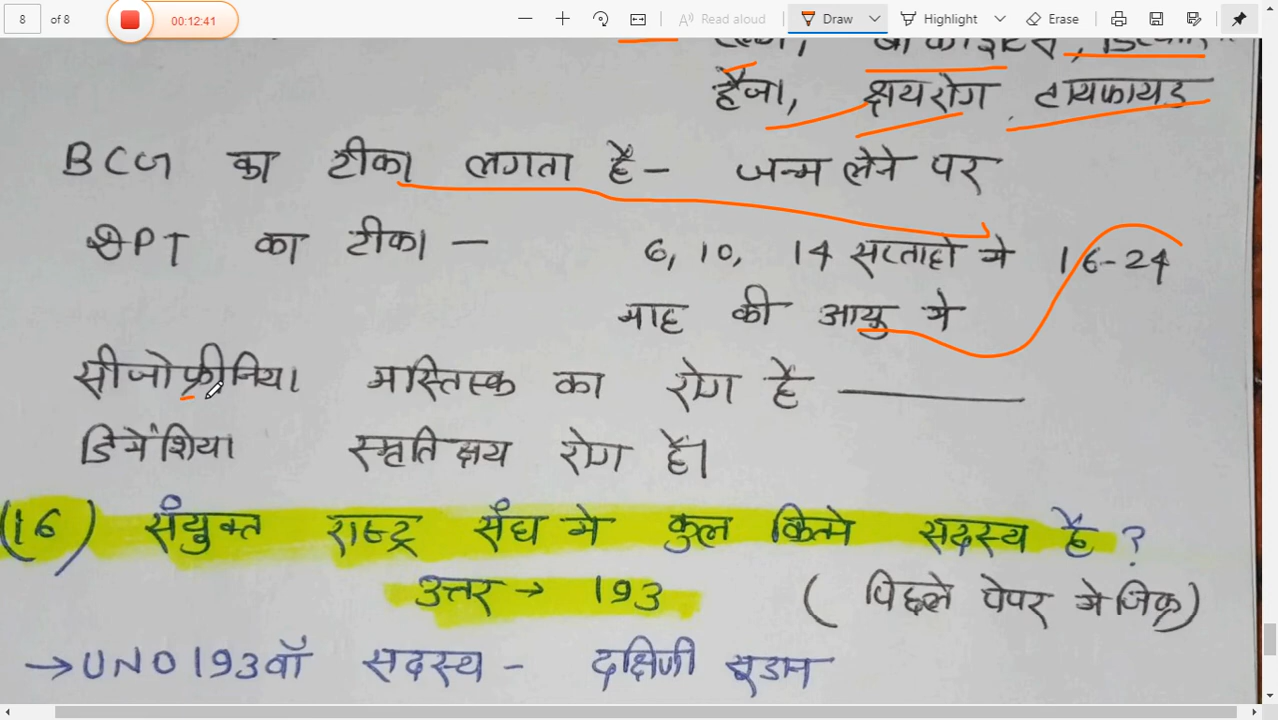 8 of 8 00:12:41 Read aloud Draw Highlight Erase
हैजा, क्षयरोग टायफायड
BCG का टीका लगता है – जन्म लेने पर
DPT का टीका – 6, 10, 14 सप्ताहो मे 16-24
माह की आयु मे
सीजोफ्रीनिया मस्तिस्क का रोग है
डिमेंशिया स्मृति क्षय रोग है।
(16) संयुक्त राष्ट्र संघ मे कुल कितने सदस्य है ?
उत्तर → 193 ( पिछले पेपर मे जिक्र)
→ UNO 193वाँ सदस्य - दक्षिणी सूडान